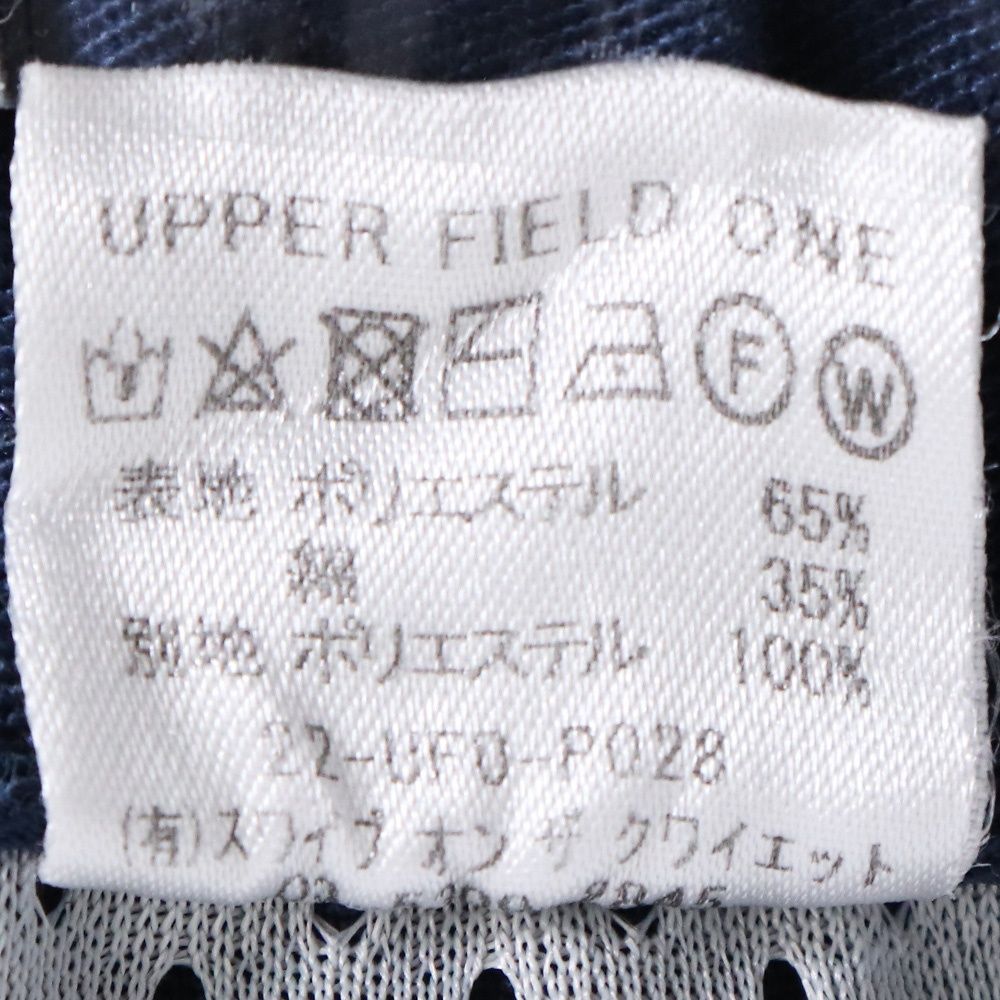 UPPER FIELD ONE
F W
表地 ポリエステル 65%
綿 35%
別地 ポリエステル 100%
22-UFO-P028
(有)スワイプ オン ザ クワイエット